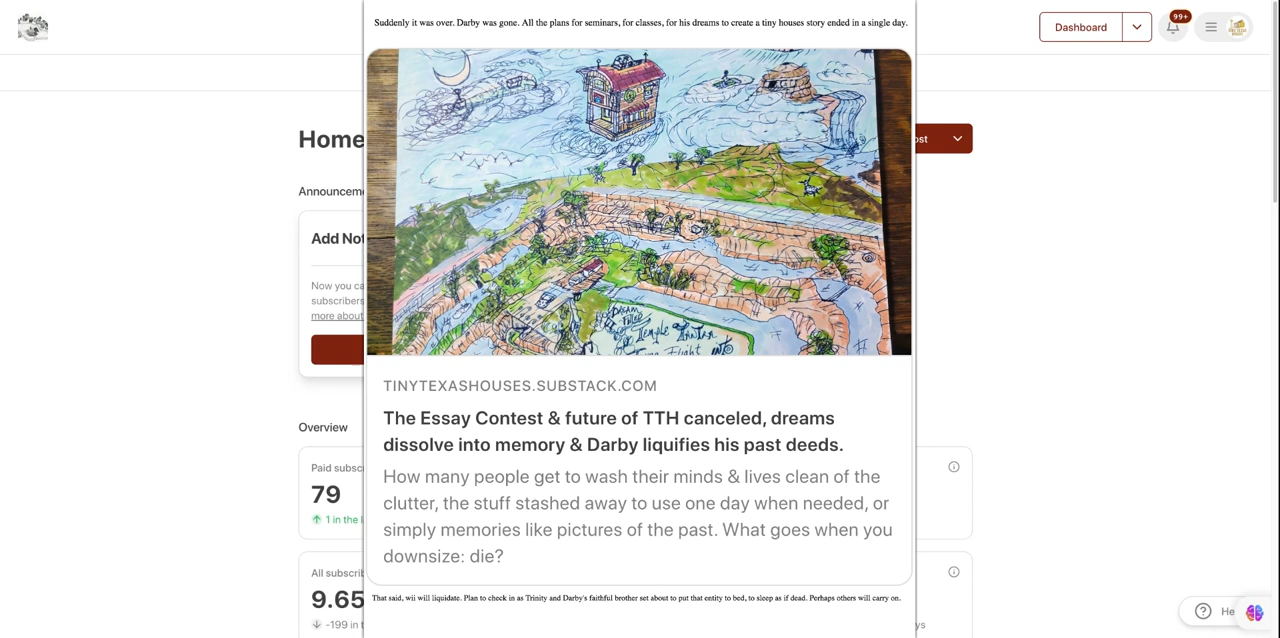 Suddenly it was over. Darby was gone. All the plans for seminars, for classes, for his dreams to create a tiny houses story ended in a single day.
Dashboard
99+
Home
ost
Announceme
Add Not
Now you ca
subscribers
more about
DREAM
Temple
Flight INTO
TINYTEXASHOUSES.SUBSTACK.COM
The Essay Contest & future of TTH canceled, dreams
dissolve into memory & Darby liquifies his past deeds.
How many people get to wash their minds & lives clean of the
clutter, the stuff stashed away to use one day when needed, or
simply memories like pictures of the past. What goes when you
downsize: die?
Overview
Paid subsc
79
1 in the l
All subscrib
9.65
-199 in t
ys
He
That said, wii will liquidate. Plan to check in as Trinity and Darby's faithful brother set about to put that entity to bed, to sleep as if dead. Perhaps others will carry on.